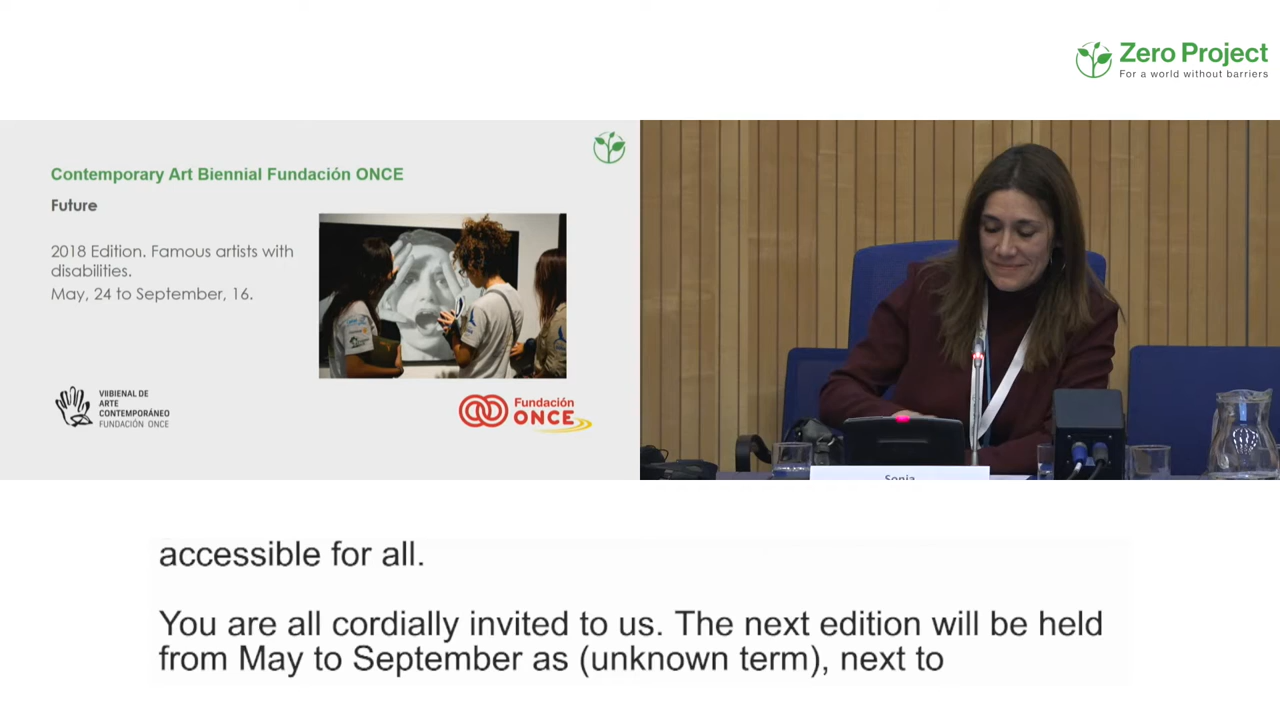 Zero Project
For a world without barriers
Contemporary Art Biennial Fundación ONCE
Future
2018 Edition. Famous artists with
disabilities.
May, 24 to September, 16.
VIIBIENAL DE
ARTE
CONTEMPORÁNEO
FUNDACIÓN ONCE
Fundación
ONCE
Sonia
accessible for all.
You are all cordially invited to us. The next edition will be held
from May to September as (unknown term), next to